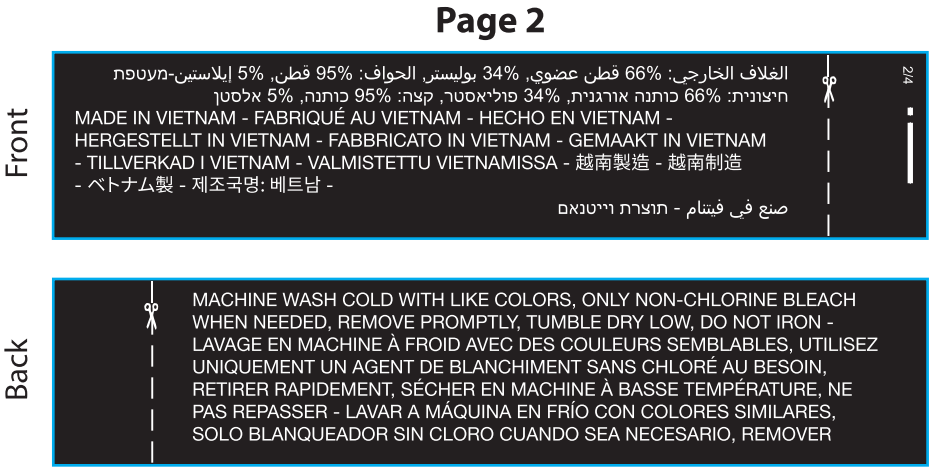 Page 2
Front
الغلاف الخارجي: 66% قطن عضوي, 34% بوليستر, الحواف: 95% قطن, 5% إيلاستين-מעטפת
חיצונית: 66% כותנה אורגנית, 34% פוליאסטר, קצה: 95% כותנה, 5% אלסטן
MADE IN VIETNAM - FABRIQUÉ AU VIETNAM - HECHO EN VIETNAM -
HERGESTELLT IN VIETNAM - FABBRICATO IN VIETNAM - GEMAAKT IN VIETNAM
- TILLVERKAD I VIETNAM - VALMISTETTU VIETNAMISSA - 越南製造 - 越南制造
- ベトナム製 - 제조국명: 베트남 -
صنع في فيتنام - תוצרת וייטנאם
2/4
Back
MACHINE WASH COLD WITH LIKE COLORS, ONLY NON-CHLORINE BLEACH
WHEN NEEDED, REMOVE PROMPTLY, TUMBLE DRY LOW, DO NOT IRON -
LAVAGE EN MACHINE À FROID AVEC DES COULEURS SEMBLABLES, UTILISEZ
UNIQUEMENT UN AGENT DE BLANCHIMENT SANS CHLORÉ AU BESOIN,
RETIRER RAPIDEMENT, SÉCHER EN MACHINE À BASSE TEMPÉRATURE, NE
PAS REPASSER - LAVAR A MÁQUINA EN FRÍO CON COLORES SIMILARES,
SOLO BLANQUEADOR SIN CLORO CUANDO SEA NECESARIO, REMOVER